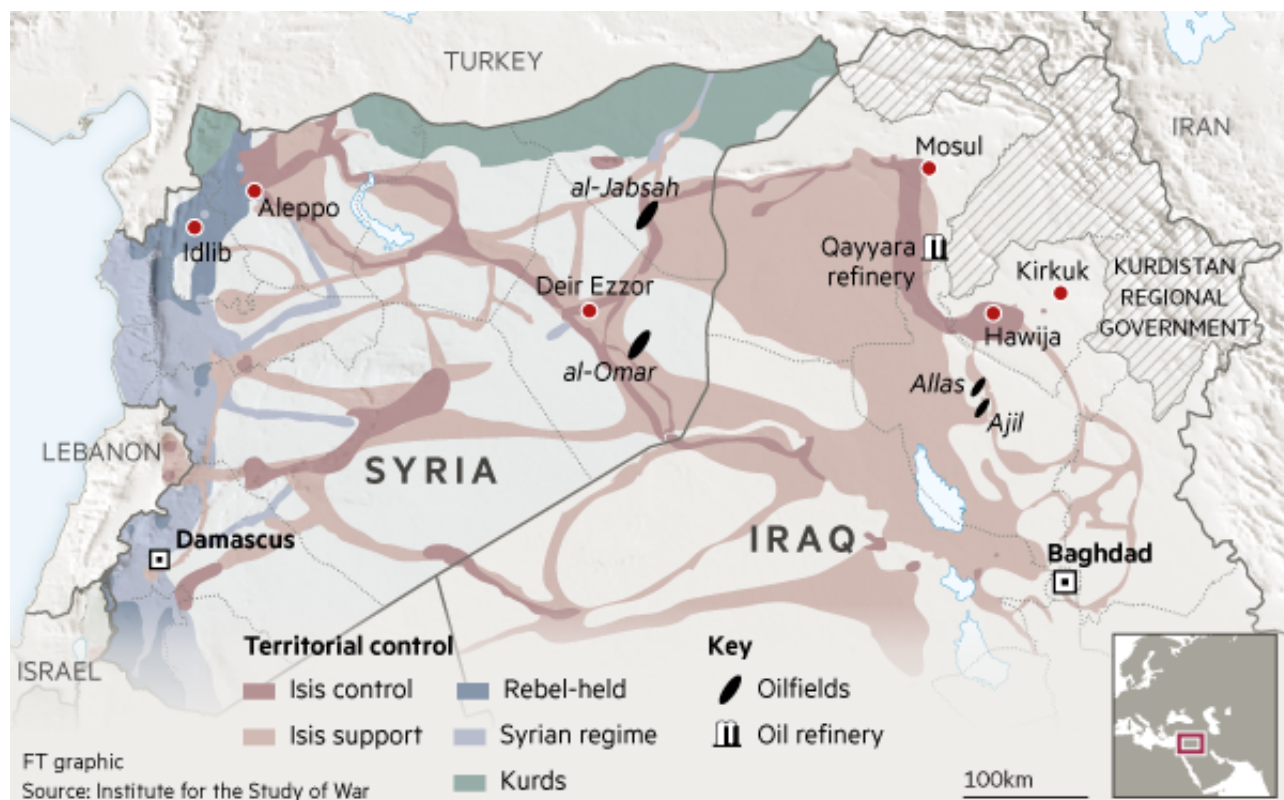 TURKEY
IRAN
Mosul
al-Jabsah
Aleppo
Idlib
Qayyara
refinery
Kirkuk
KURDISTAN
REGIONAL
GOVERNMENT
Deir Ezzor
Hawija
al-Omar
Allas
Ajil
LEBANON
SYRIA
IRAQ
Damascus
Baghdad
ISRAEL
Territorial control
Isis control
Rebel-held
Isis support
Syrian regime
Kurds
Key
Oilfields
Oil refinery
100km
FT graphic
Source: Institute for the Study of War